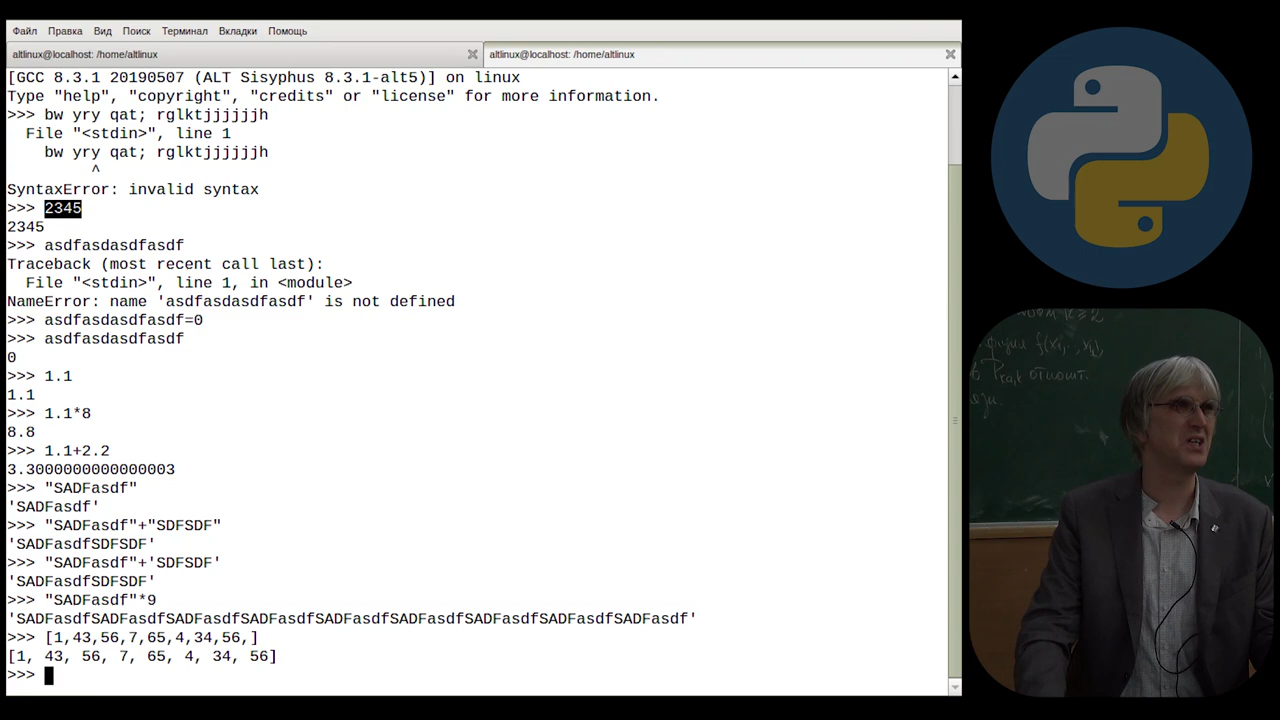 Файл Правка Вид Поиск Терминал Вкладки Помощь
altlinux@localhost: /home/altlinux altlinux@localhost: /home/altlinux
[GCC 8.3.1 20190507 (ALT Sisyphus 8.3.1-alt5)] on linux
Type "help", "copyright", "credits" or "license" for more information.
>>> bw yry qat; rglktjjjjjjh
  File "<stdin>", line 1
    bw yry qat; rglktjjjjjjh
         ^
SyntaxError: invalid syntax
>>> 2345
2345
>>> asdfasdasdfasdf
Traceback (most recent call last):
  File "<stdin>", line 1, in <module>
NameError: name 'asdfasdasdfasdf' is not defined
>>> asdfasdasdfasdf=0
>>> asdfasdasdfasdf
0
>>> 1.1
1.1
>>> 1.1*8
8.8
>>> 1.1+2.2
3.3000000000000003
>>> "SADFasdf"
'SADFasdf'
>>> "SADFasdf"+"SDFSDF"
'SADFasdfSDFSDF'
>>> "SADFasdf"+'SDFSDF'
'SADFasdfSDFSDF'
>>> "SADFasdf"*9
'SADFasdfSADFasdfSADFasdfSADFasdfSADFasdfSADFasdfSADFasdfSADFasdfSADFasdf'
>>> [1,43,56,7,65,4,34,56,]
[1, 43, 56, 7, 65, 4, 34, 56]
>>>
k ⩾ 2
f(x₁,
отношт.